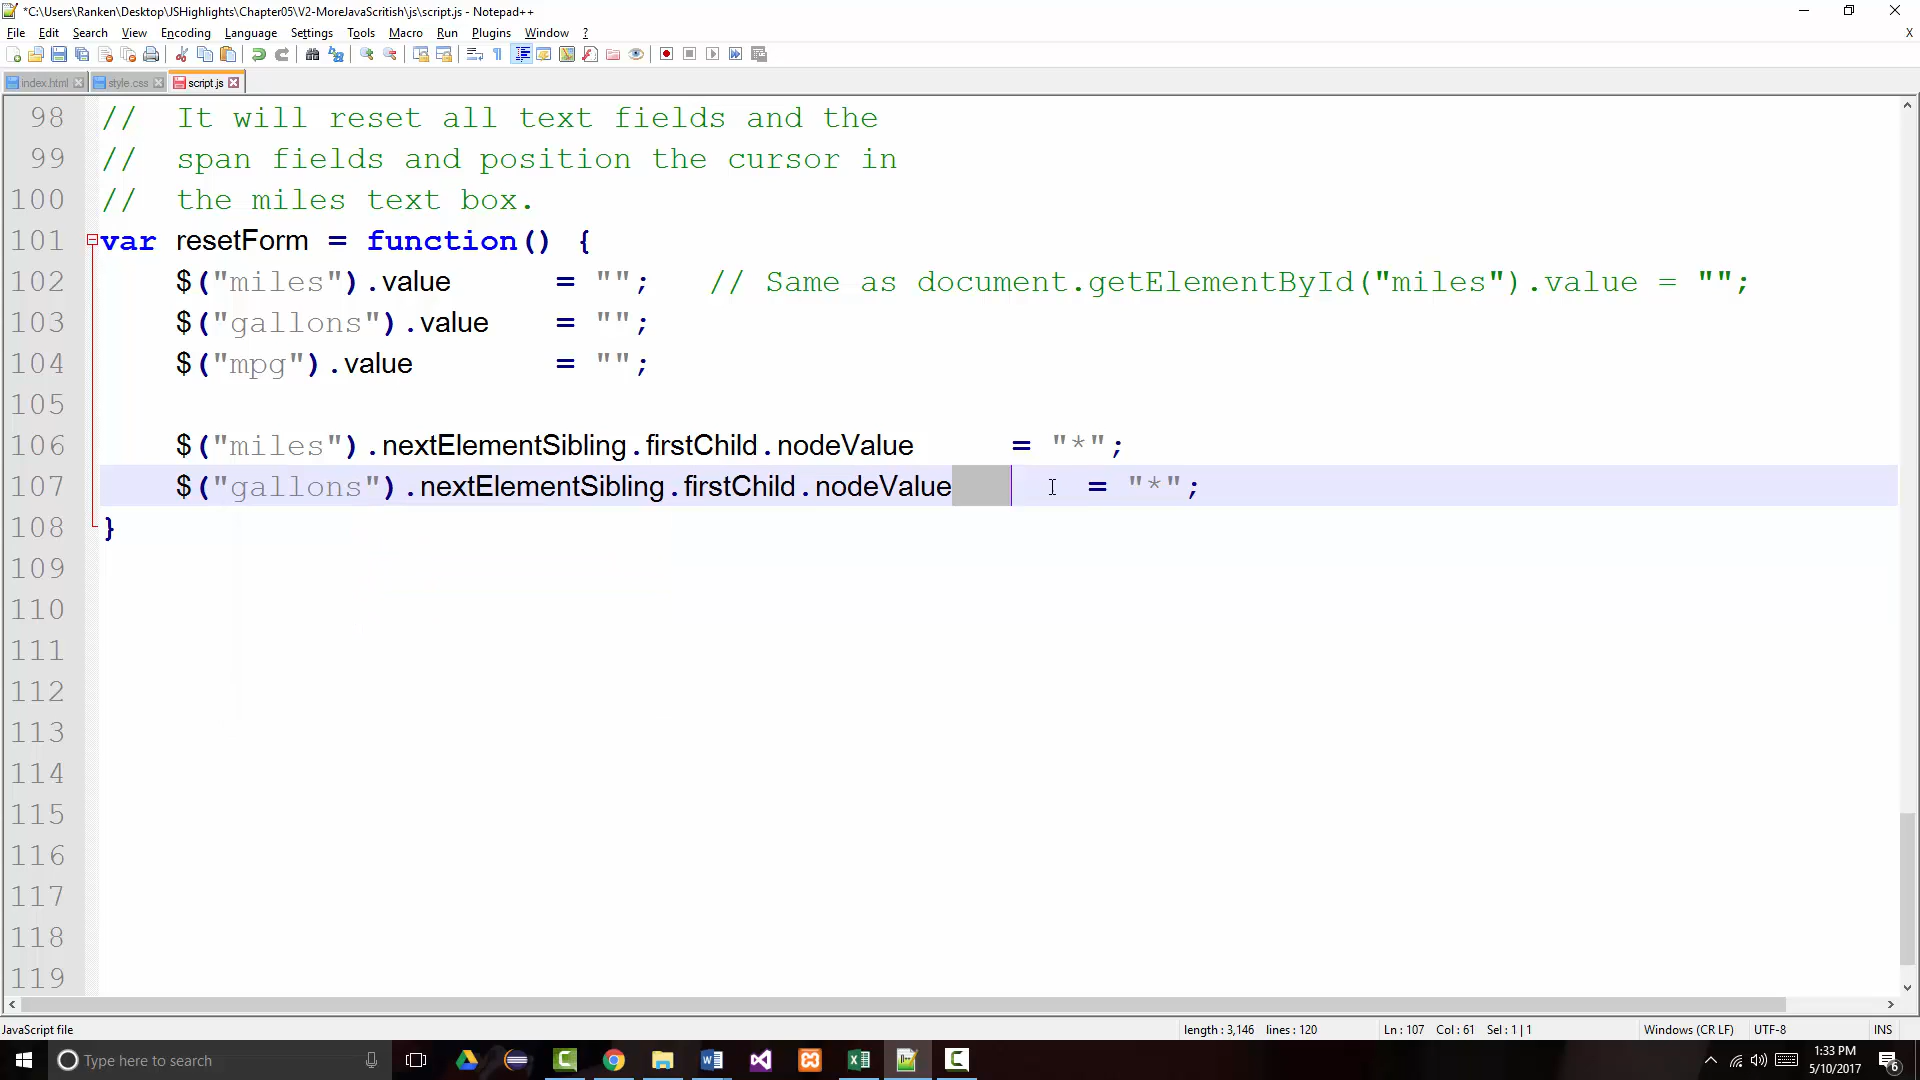 *C:\Users\Ranken\Desktop\JSHighlights\Chapter05\V2-MoreJavaScritish\js\script.js - Notepad++
File Edit Search View Encoding Language Settings Tools Macro Run Plugins Window ? X
index.html style.css script.js
98 // It will reset all text fields and the
99 // span fields and position the cursor in
100 // the miles text box.
101 var resetForm = function() {
102 $("miles").value = ""; // Same as document.getElementById("miles").value = "";
103 $("gallons").value = "";
104 $("mpg").value = "";
105
106 $("miles").nextElementSibling.firstChild.nodeValue = "*";
107 $("gallons").nextElementSibling.firstChild.nodeValue = "*";
108 }
109
110
111
112
113
114
115
116
117
118
119
JavaScript file length : 3,146 lines : 120 Ln : 107 Col : 61 Sel : 1 | 1 Windows (CR LF) UTF-8 INS
Type here to search 1:33 PM
5/10/2017 6